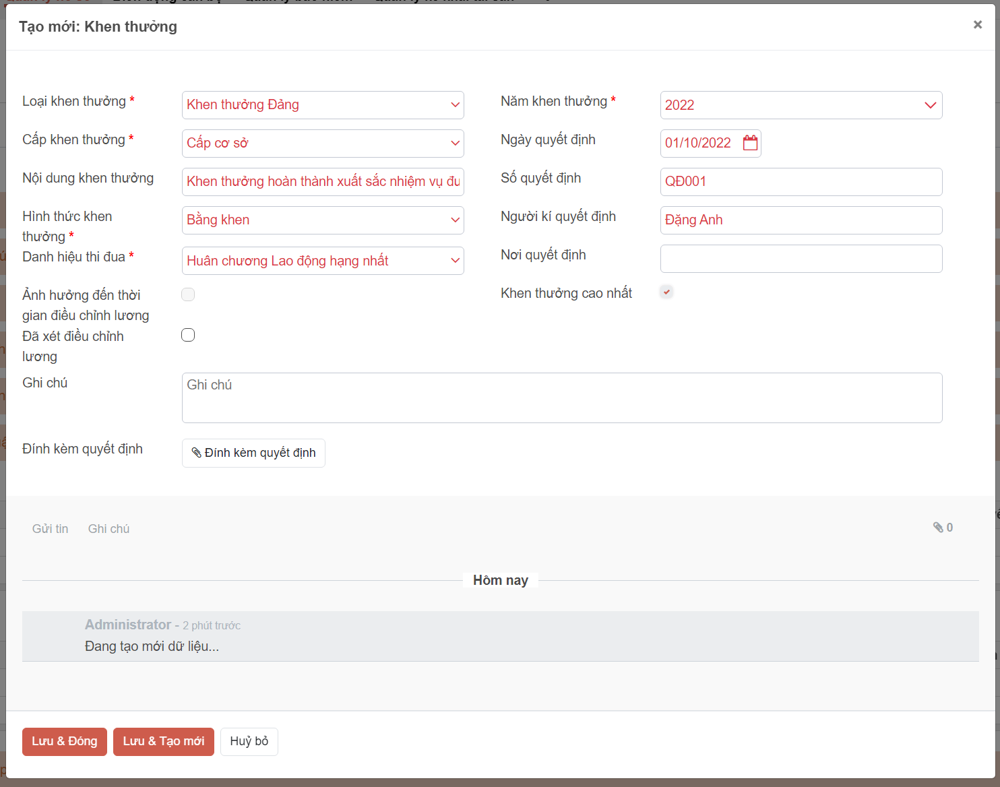 Tạo mới: Khen thưởng
×
Loại khen thưởng *
Khen thưởng Đảng
Năm khen thưởng *
2022
Cấp khen thưởng *
Cấp cơ sở
Ngày quyết định
01/10/2022
Nội dung khen thưởng
Khen thưởng hoàn thành xuất sắc nhiệm vụ đu
Số quyết định
QĐ001
Hình thức khen
thưởng *
Bằng khen
Người kí quyết định
Đặng Anh
Danh hiệu thi đua *
Huân chương Lao động hạng nhất
Nơi quyết định
Ảnh hưởng đến thời
gian điều chỉnh lương
Khen thưởng cao nhất
Đã xét điều chỉnh
lương
Ghi chú
Ghi chú
Đính kèm quyết định
Đính kèm quyết định
Gửi tin
Ghi chú
0
Hôm nay
Administrator - 2 phút trước
Đang tạo mới dữ liệu...
Lưu & Đóng
Lưu & Tạo mới
Huỷ bỏ